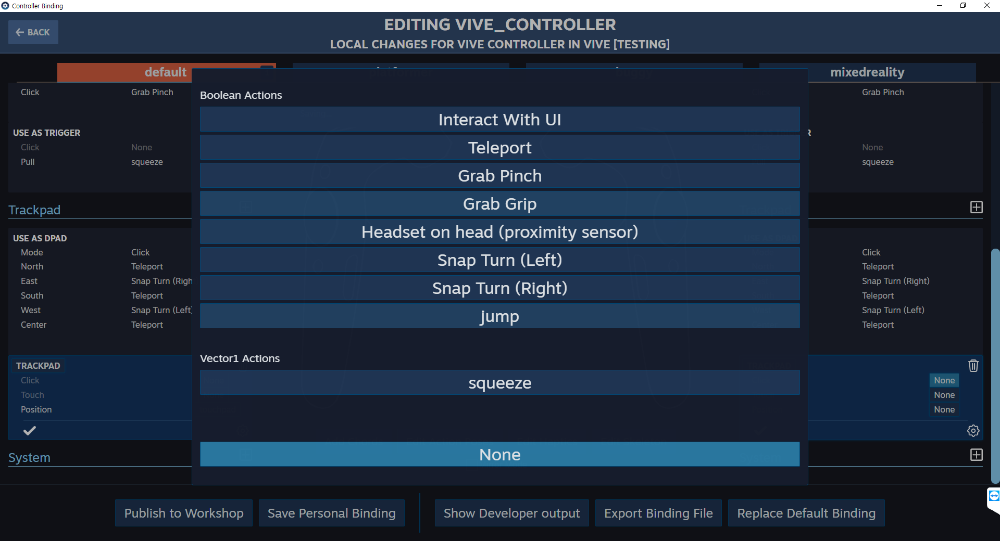 Controller Binding
BACK
EDITING VIVE_CONTROLLER
LOCAL CHANGES FOR VIVE CONTROLLER IN VIVE [TESTING]
default
platformer
buggy
mixedreality
Click Grab Pinch
Grab Pinch
USE AS TRIGGER
R
Click None
None
Pull squeeze
squeeze
Trackpad
USE AS DPAD
Mode Click
Click
North Teleport
Teleport
East Snap Turn (Righ
Snap Turn (Right)
South Teleport
Teleport
West Snap Turn (Left)
Snap Turn (Left)
Center Teleport
Teleport
TRACKPAD
Click
None
Touch
None
Position
None
System
Boolean Actions
Interact With UI
Teleport
Grab Pinch
Grab Grip
Headset on head (proximity sensor)
Snap Turn (Left)
Snap Turn (Right)
jump
Vector1 Actions
squeeze
None
Publish to Workshop
Save Personal Binding
Show Developer output
Export Binding File
Replace Default Binding